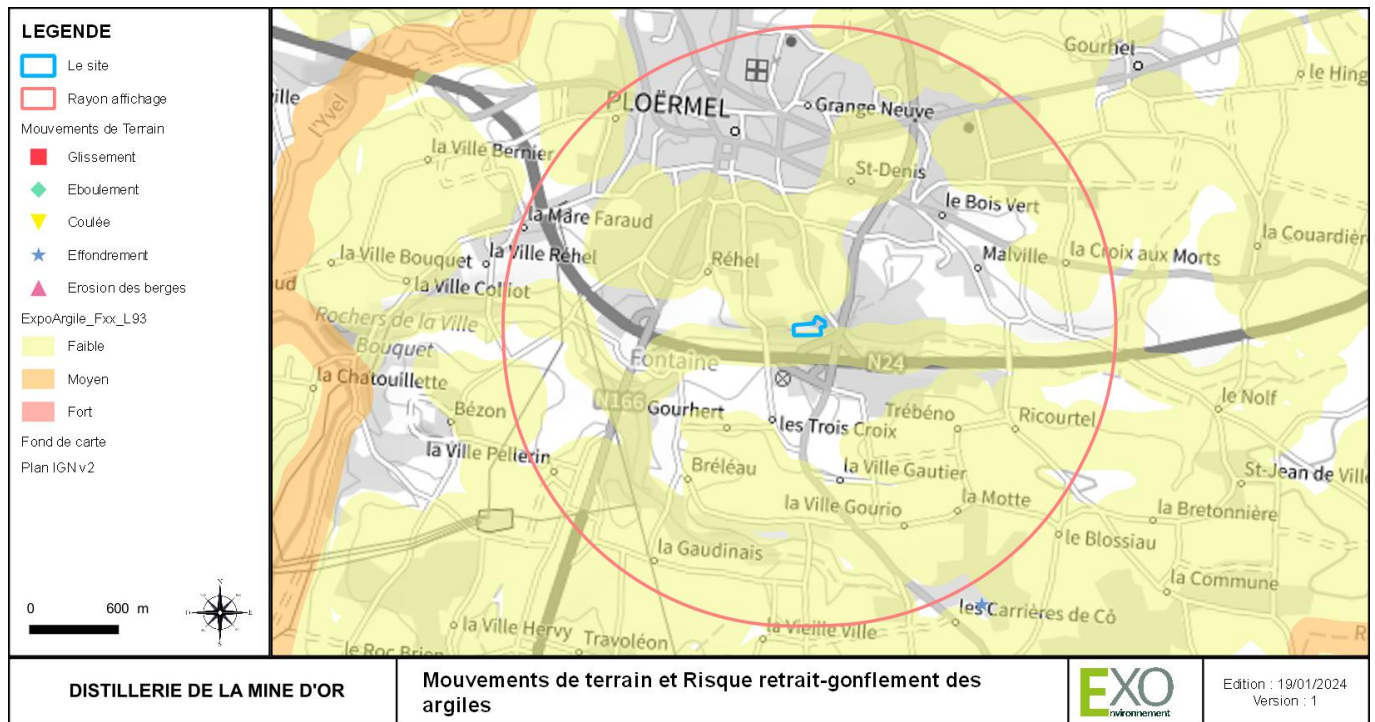 LEGENDE
Le site
Rayon affichage
Mouvements de Terrain
Glissement
Eboulement
Coulée
Effondrement
Erosion des berges
ExpoArgile_Fxx_L93
Faible
Moyen
Fort
Fond de carte
Plan IGN v2
0 600 m
Gourhel
le Hing
ville
l'Yvel
PLOËRMEL
Grange Neuve
la Ville Bernier
St-Denis
le Bois Vert
la Mare Faraud
la Couardièr
la Ville Bouquet
la Ville Réhel
Réhel
Malville
la Croix aux Morts
aud
la Ville Colliot
Rochers de la Ville
Bouquet
Fontaine
N24
la Chatouillette
le Nolf
N166
Bézon
Gourhert
les Trois Croix
Trébéno
Ricourtel
la Ville Pèlerin
Bréléau
la Ville Gautier
St-Jean de Ville
la Ville Gourio
la Motte
la Bretonnière
la Gaudinais
le Blossiau
la Commune
les Carrières de Cô
la Ville Hervy
Travoléon
la Vieille Ville
le Roc Brien
R
DISTILLERIE DE LA MINE D'OR
Mouvements de terrain et Risque retrait-gonflement des
argiles
EXO
nvironnement
Edition : 19/01/2024
Version : 1